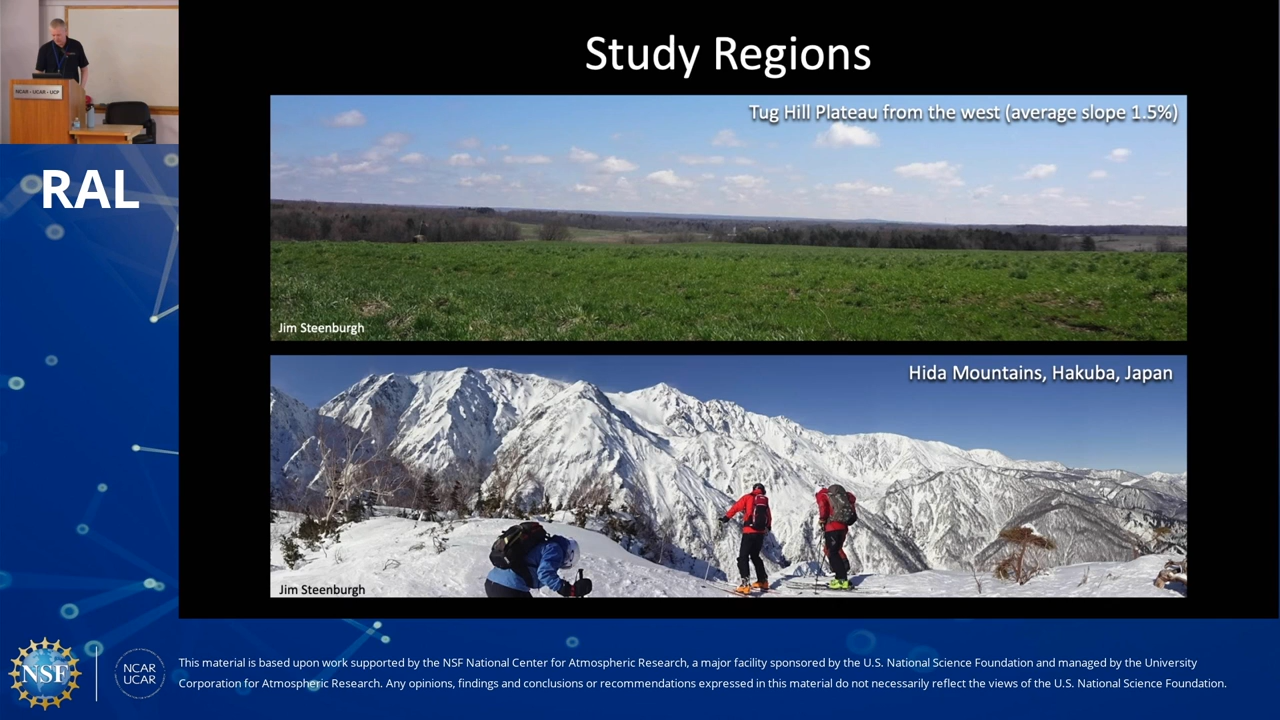 Study Regions
Tug Hill Plateau from the west (average slope 1.5%)
Jim Steenburgh
Hida Mountains, Hakuba, Japan
Jim Steenburgh
NCAR - UCAR - UCP
RAL
NSF
NCAR
UCAR
This material is based upon work supported by the NSF National Center for Atmospheric Research, a major facility sponsored by the U.S. National Science Foundation and managed by the University
Corporation for Atmospheric Research. Any opinions, findings and conclusions or recommendations expressed in this material do not necessarily reflect the views of the U.S. National Science Foundation.